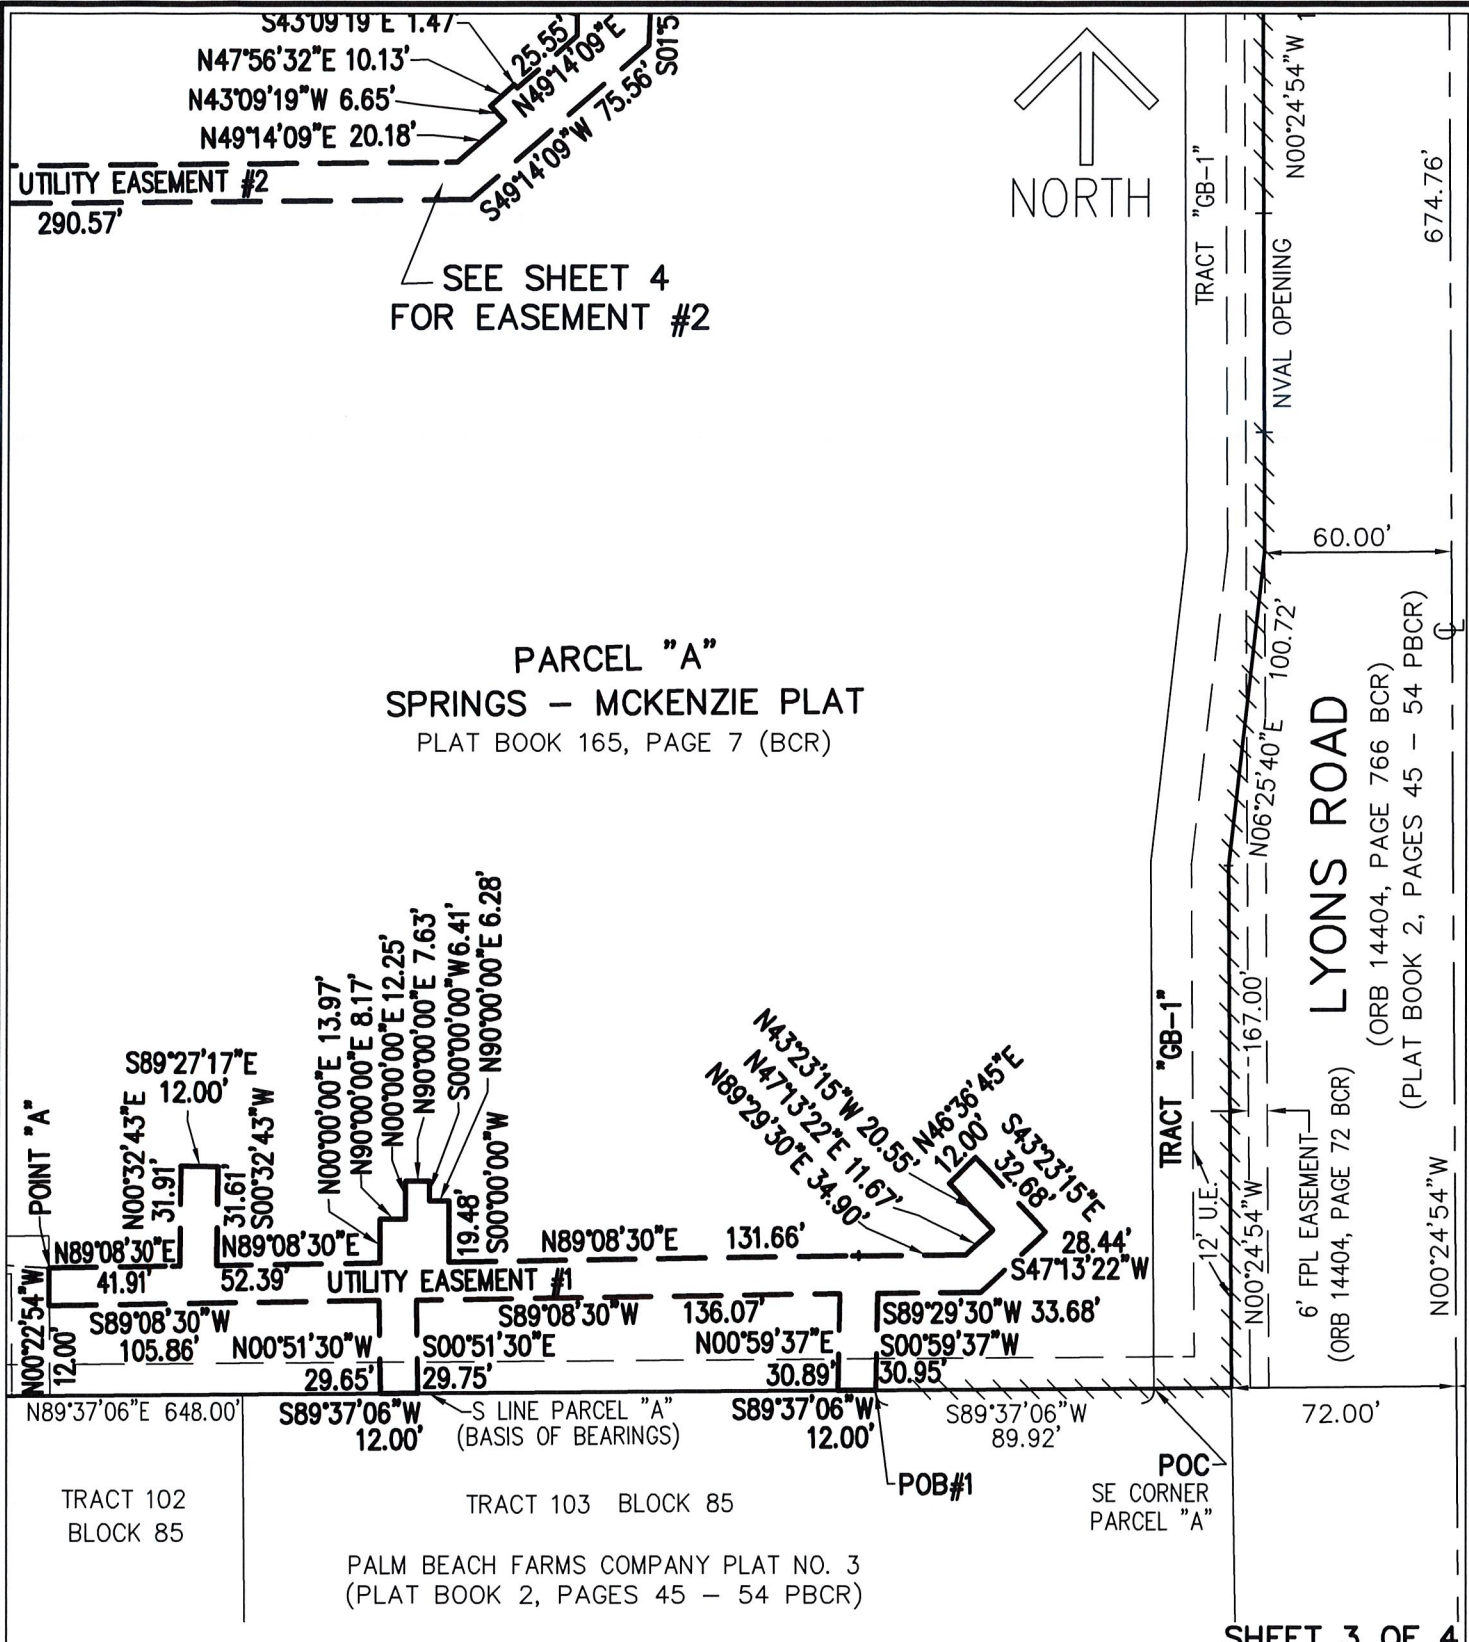 S43°09'19"E 1.47'
N47°56'32"E 10.13'
N43°09'19"W 6.65'
N49°14'09"E 20.18'
25.55'
N49°14'09"E
S49°14'09"W 75.56'
S01°5
UTILITY EASEMENT #2
290.57'
SEE SHEET 4
FOR EASEMENT #2
NORTH
TRACT "GB-1"
NVAL OPENING
N00°24'54"W 1
674.76'
60.00'
PARCEL "A"
SPRINGS – MCKENZIE PLAT
PLAT BOOK 165, PAGE 7 (BCR)
N06°25'40"E 100.72'
LYONS ROAD
(ORB 14404, PAGE 766 BCR)
(PLAT BOOK 2, PAGES 45 – 54 PBCR)
℄
TRACT "GB-1"
12' U.E.
N00°24'54"W 167.00'
6' FPL EASEMENT
(ORB 14404, PAGE 72 BCR)
N00°24'54"W
POINT "A"
S89°27'17"E
12.00'
N00°32'43"E
31.91'
31.61'
S00°32'43"W
N00°00'00"E 13.97'
N90°00'00"E 8.17'
N00°00'00"E 12.25'
N90°00'00"E 7.63'
S00°00'00"W 6.41'
N90°00'00"E 6.28'
19.48'
S00°00'00"W
N43°23'15"W 20.55'
N47°13'22"E 11.67'
N89°29'30"E 34.90'
N46°36'45"E
12.00'
S43°23'15"E
32.68'
28.44'
S47°13'22"W
N89°08'30"E
41.91'
N89°08'30"E
52.39'
N89°08'30"E 131.66'
UTILITY EASEMENT #1
N00°22'54"W
12.00'
S89°08'30"W
105.86'
S89°08'30"W 136.07'
S89°29'30"W 33.68'
N00°51'30"W
29.65'
S00°51'30"E
29.75'
N00°59'37"E
30.89'
S00°59'37"W
30.95'
N89°37'06"E 648.00'
S89°37'06"W
12.00'
S LINE PARCEL "A"
(BASIS OF BEARINGS)
S89°37'06"W
12.00'
S89°37'06"W
89.92'
72.00'
POB#1
POC
SE CORNER
PARCEL "A"
TRACT 102
BLOCK 85
TRACT 103 BLOCK 85
PALM BEACH FARMS COMPANY PLAT NO. 3
(PLAT BOOK 2, PAGES 45 – 54 PBCR)
SHEET 3 OF 4